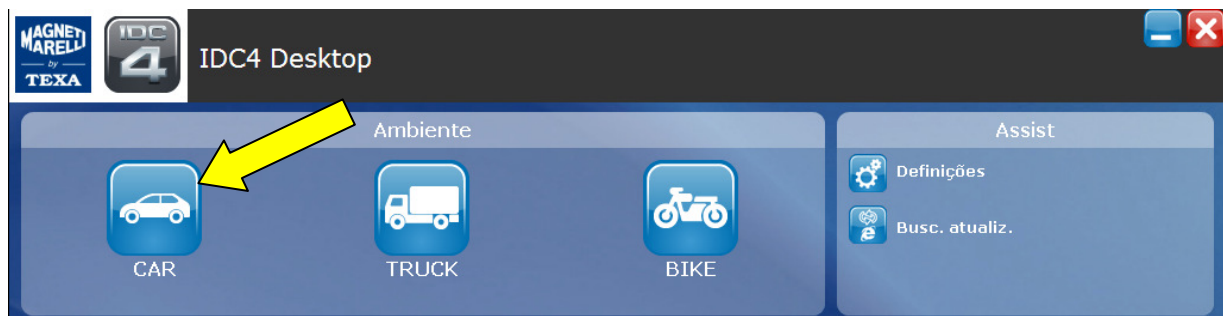 MAGNETI
MARELLI
by
TEXA
IDC
4
IDC4 Desktop
Ambiente
CAR
TRUCK
BIKE
Assist
Definições
Busc. atualiz.